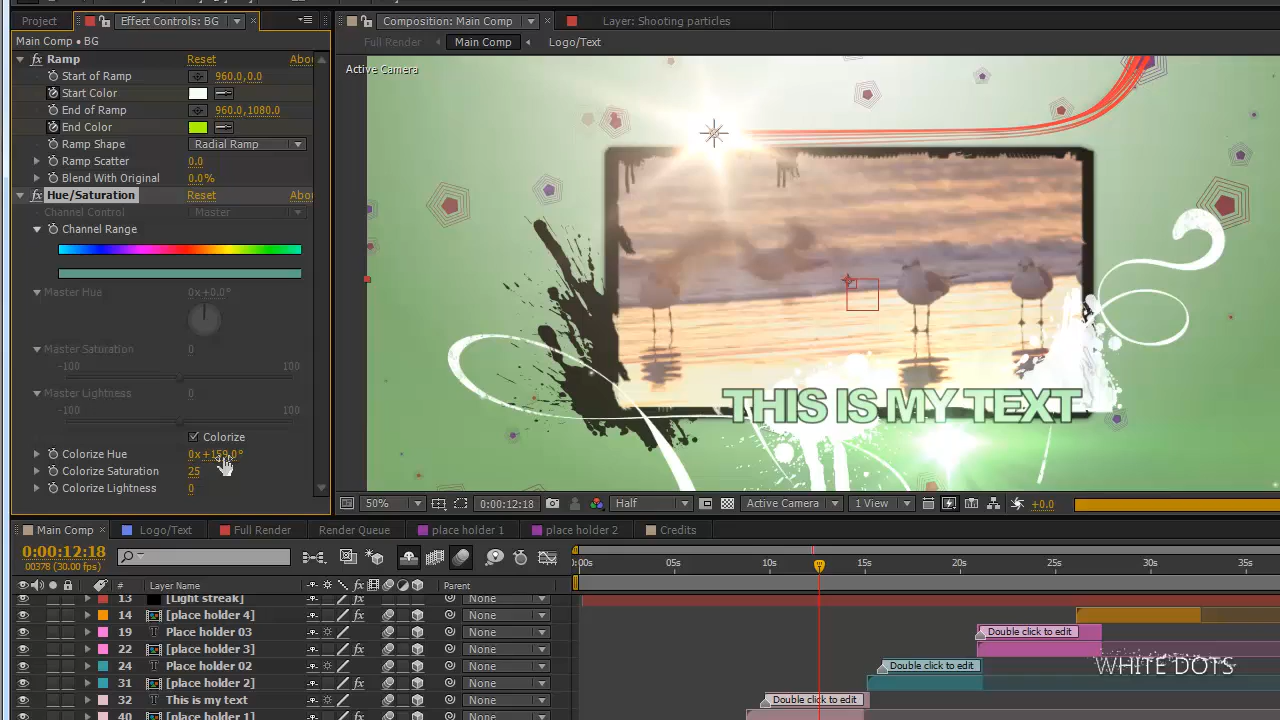 Project
Effect Controls: BG
Composition: Main Comp
Layer: Shooting particles
Main Comp • BG
Full Render
Main Comp
Logo/Text
Ramp
Reset
Abou
Active Camera
Start of Ramp
960.0,0.0
Start Color
End of Ramp
960.0,1080.0
End Color
Ramp Shape
Radial Ramp
Ramp Scatter
0.0
Blend With Original
0.0%
Hue/Saturation
Reset
Abou
Channel Control
Master
Channel Range
Master Hue
0x+0.0°
Master Saturation
0
-100
100
Master Lightness
0
-100
100
Colorize
Colorize Hue
0x+159.0°
Colorize Saturation
25
Colorize Lightness
0
THIS IS MY TEXT
50%
0:00:12:18
Half
Active Camera
1 View
+0.0
Main Comp
Logo/Text
Full Render
Render Queue
place holder 1
place holder 2
Credits
0:00:12:18
00378 (30.00 fps)
:00s
05s
10s
15s
20s
25s
30s
35s
#
Layer Name
fx
Parent
13
[Light streak]
None
14
[place holder 4]
None
19
Place holder 03
None
Double click to edit
22
[place holder 3]
None
24
Place holder 02
None
Double click to edit
31
[place holder 2]
None
32
This is my text
None
Double click to edit
40
[place holder 1]
None
WHITE DOTS